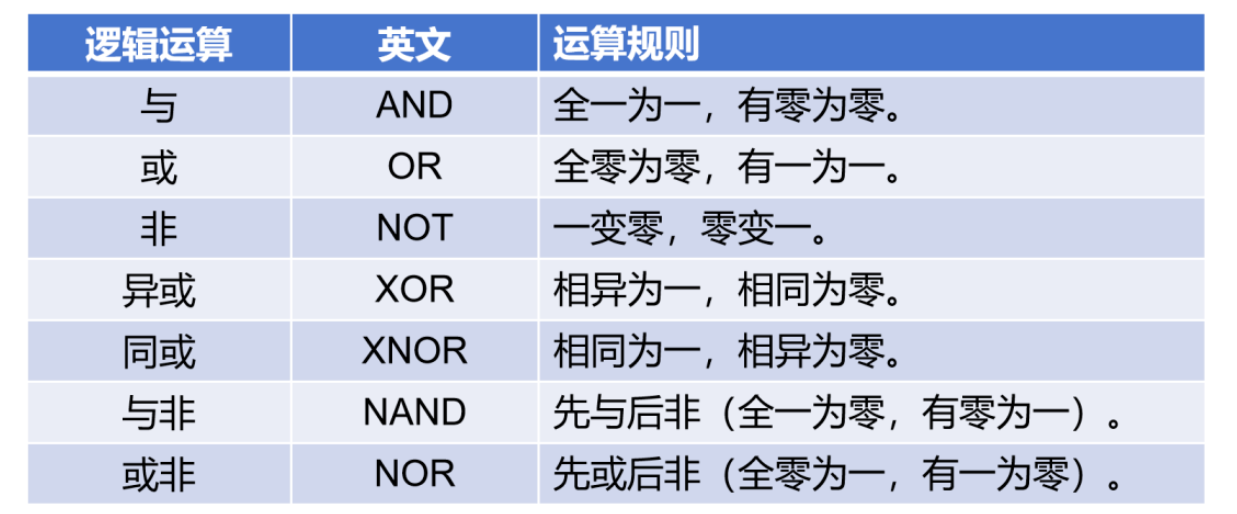 逻辑运算 英文 运算规则
与 AND 全一为一，有零为零。
或 OR 全零为零，有一为一。
非 NOT 一变零，零变一。
异或 XOR 相异为一，相同为零。
同或 XNOR 相同为一，相异为零。
与非 NAND 先与后非（全一为零，有零为一）。
或非 NOR 先或后非（全零为一，有一为零）。